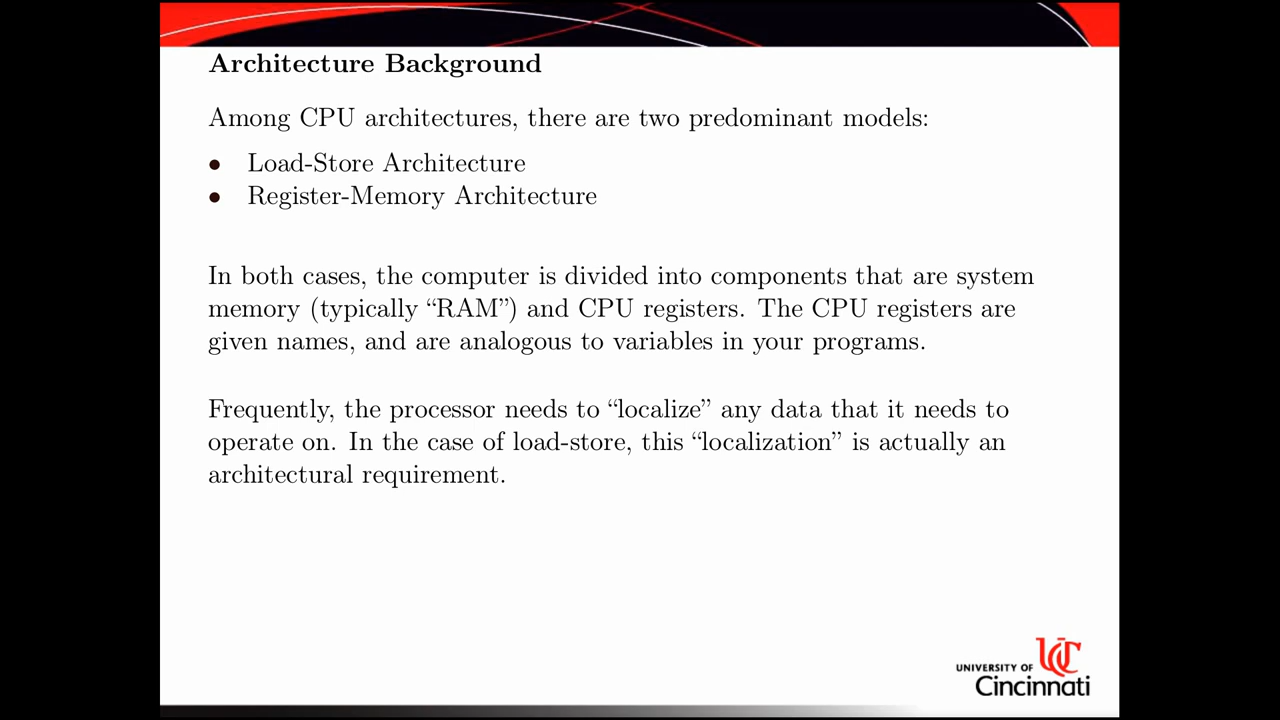 Architecture Background
Among CPU architectures, there are two predominant models:
• Load-Store Architecture
• Register-Memory Architecture
In both cases, the computer is divided into components that are system
memory (typically “RAM”) and CPU registers. The CPU registers are
given names, and are analogous to variables in your programs.
Frequently, the processor needs to “localize” any data that it needs to
operate on. In the case of load-store, this “localization” is actually an
architectural requirement.
UC
UNIVERSITY OF
Cincinnati